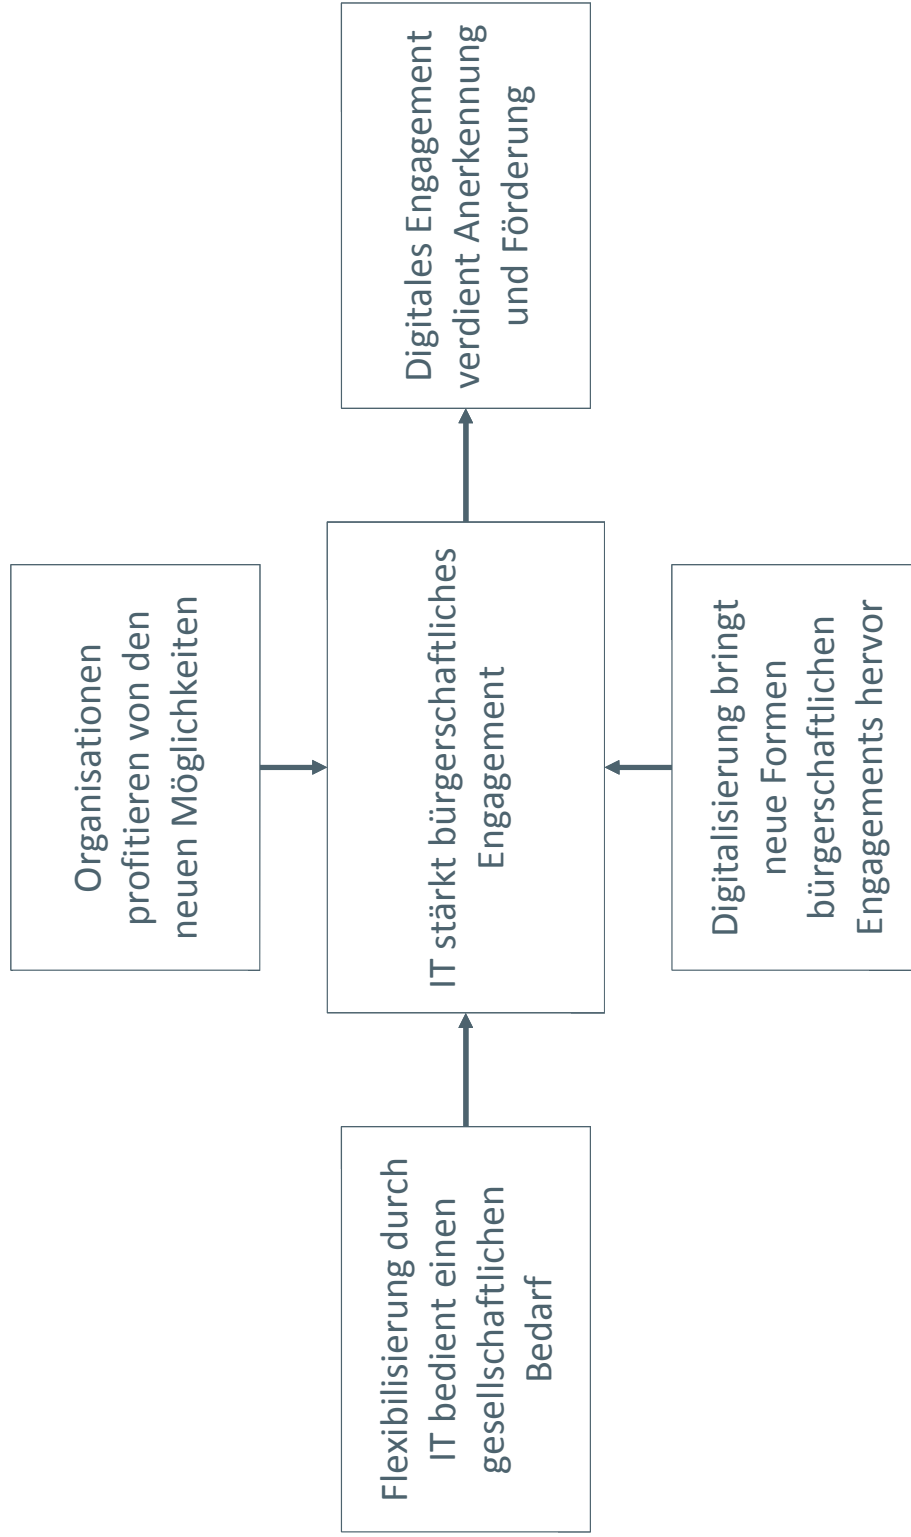 Organisationen
profitieren von den
neuen Möglichkeiten
Flexibilisierung durch
IT bedient einen
gesellschaftlichen
Bedarf
IT stärkt bürgerschaftliches
Engagement
Digitales Engagement
verdient Anerkennung
und Förderung
Digitalisierung bringt
neue Formen
bürgerschaftlichen
Engagements hervor